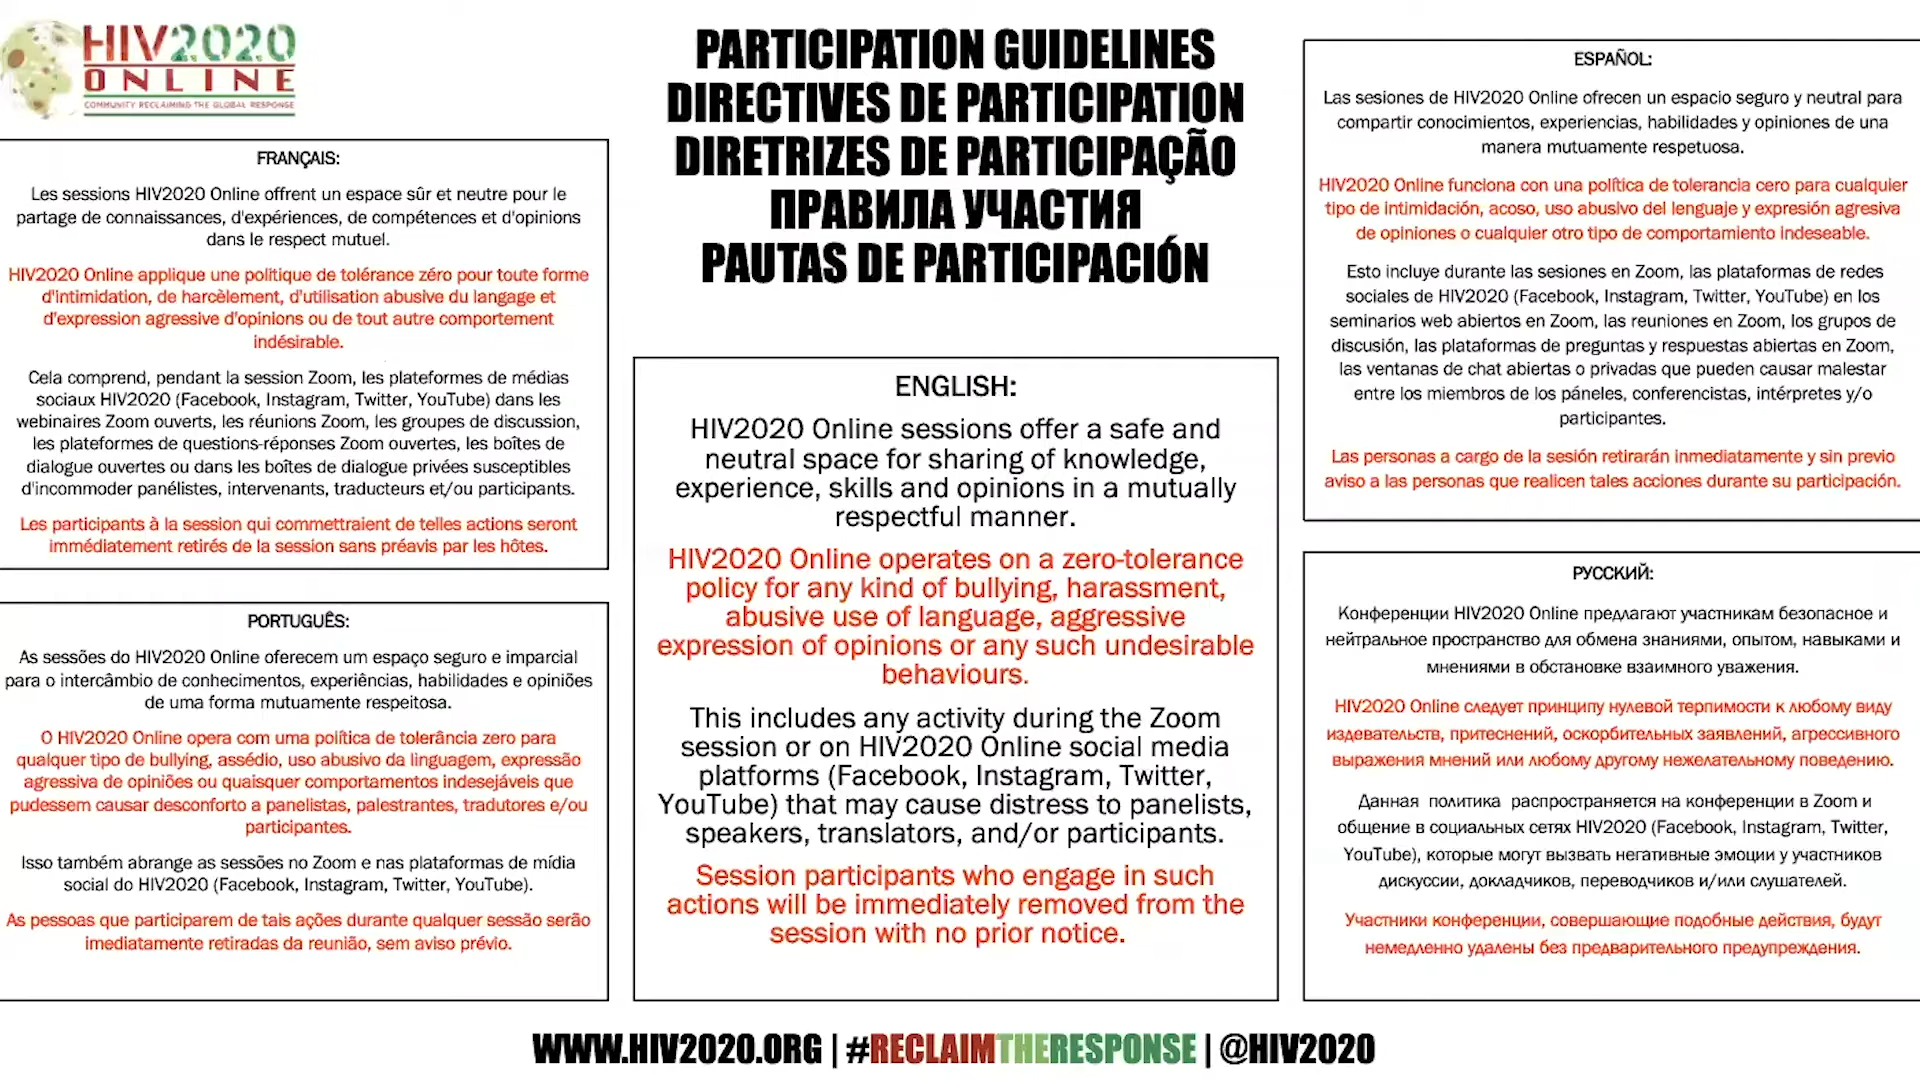 HIV2020
ONLINE
COMMUNITY RECLAIMING THE GLOBAL RESPONSE
PARTICIPATION GUIDELINES
DIRECTIVES DE PARTICIPATION
DIRETRIZES DE PARTICIPAÇÃO
ПРАВИЛА УЧАСТИЯ
PAUTAS DE PARTICIPACIÓN
FRANÇAIS:
Les sessions HIV2020 Online offrent un espace sûr et neutre pour le
partage de connaissances, d'expériences, de compétences et d'opinions
dans le respect mutuel.
HIV2020 Online applique une politique de tolérance zéro pour toute forme
d'intimidation, de harcèlement, d'utilisation abusive du langage et
d'expression agressive d'opinions ou de tout autre comportement
indésirable.
Cela comprend, pendant la session Zoom, les plateformes de médias
sociaux HIV2020 (Facebook, Instagram, Twitter, YouTube) dans les
webinaires Zoom ouverts, les réunions Zoom, les groupes de discussion,
les plateformes de questions-réponses Zoom ouvertes, les boîtes de
dialogue ouvertes ou dans les boîtes de dialogue privées susceptibles
d'incommoder panélistes, intervenants, traducteurs et/ou participants.
Les participants à la session qui commettraient de telles actions seront
immédiatement retirés de la session sans préavis par les hôtes.
PORTUGUÊS:
As sessões do HIV2020 Online oferecem um espaço seguro e imparcial
para o intercâmbio de conhecimentos, experiências, habilidades e opiniões
de uma forma mutuamente respeitosa.
O HIV2020 Online opera com uma política de tolerância zero para
qualquer tipo de bullying, assédio, uso abusivo da linguagem, expressão
agressiva de opiniões ou quaisquer comportamentos indesejáveis que
pudessem causar desconforto a panelistas, palestrantes, tradutores e/ou
participantes.
Isso também abrange as sessões no Zoom e nas plataformas de mídia
social do HIV2020 (Facebook, Instagram, Twitter, YouTube).
As pessoas que participarem de tais ações durante qualquer sessão serão
imediatamente retiradas da reunião, sem aviso prévio.
ENGLISH:
HIV2020 Online sessions offer a safe and
neutral space for sharing of knowledge,
experience, skills and opinions in a mutually
respectful manner.
HIV2020 Online operates on a zero-tolerance
policy for any kind of bullying, harassment,
abusive use of language, aggressive
expression of opinions or any such undesirable
behaviours.
This includes any activity during the Zoom
session or on HIV2020 Online social media
platforms (Facebook, Instagram, Twitter,
YouTube) that may cause distress to panelists,
speakers, translators, and/or participants.
Session participants who engage in such
actions will be immediately removed from the
session with no prior notice.
ESPAÑOL:
Las sesiones de HIV2020 Online ofrecen un espacio seguro y neutral para
compartir conocimientos, experiencias, habilidades y opiniones de una
manera mutuamente respetuosa.
HIV2020 Online funciona con una política de tolerancia cero para cualquier
tipo de intimidación, acoso, uso abusivo del lenguaje y expresión agresiva
de opiniones o cualquier otro tipo de comportamiento indeseable.
Esto incluye durante las sesiones en Zoom, las plataformas de redes
sociales de HIV2020 (Facebook, Instagram, Twitter, YouTube) en los
seminarios web abiertos en Zoom, las reuniones en Zoom, los grupos de
discusión, las plataformas de preguntas y respuestas abiertas en Zoom,
las ventanas de chat abiertas o privadas que pueden causar malestar
entre los miembros de los páneles, conferencistas, intérpretes y/o
participantes.
Las personas a cargo de la sesión retirarán inmediatamente y sin previo
aviso a las personas que realicen tales acciones durante su participación.
РУССКИЙ:
Конференции HIV2020 Online предлагают участникам безопасное и
нейтральное пространство для обмена знаниями, опытом, навыками и
мнениями в обстановке взаимного уважения.
HIV2020 Online следует принципу нулевой терпимости к любому виду
издевательств, притеснений, оскорбительных заявлений, агрессивного
выражения мнений или любому другому нежелательному поведению.
Данная политика распространяется на конференции в Zoom и
общение в социальных сетях HIV2020 (Facebook, Instagram, Twitter,
YouTube), которые могут вызвать негативные эмоции у участников
дискуссии, докладчиков, переводчиков и/или слушателей.
Участники конференции, совершающие подобные действия, будут
немедленно удалены без предварительного предупреждения.
WWW.HIV2020.ORG | #RECLAIMTHERESPONSE | @HIV2020